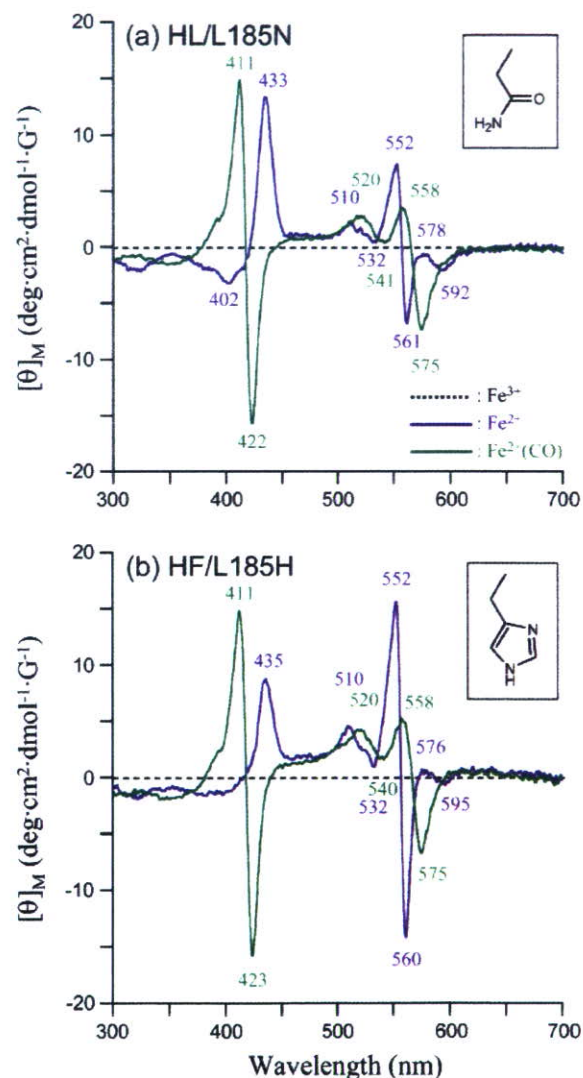 (a) HL/L185N
411
433
552
520
558
510
578
402
532
541
592
561
575
422
: Fe³⁺
: Fe²⁺
: Fe²⁺(CO)
H₂N
O
[θ]M (deg·cm²·dmol⁻¹·G⁻¹)
20
10
0
-10
-20
300 400 500 600 700
(b) HF/L185H
411
552
435
510
520
558
576
540
532
595
575
560
423
N
N
H
[θ]M (deg·cm²·dmol⁻¹·G⁻¹)
20
10
0
-10
-20
300 400 500 600 700
Wavelength (nm)